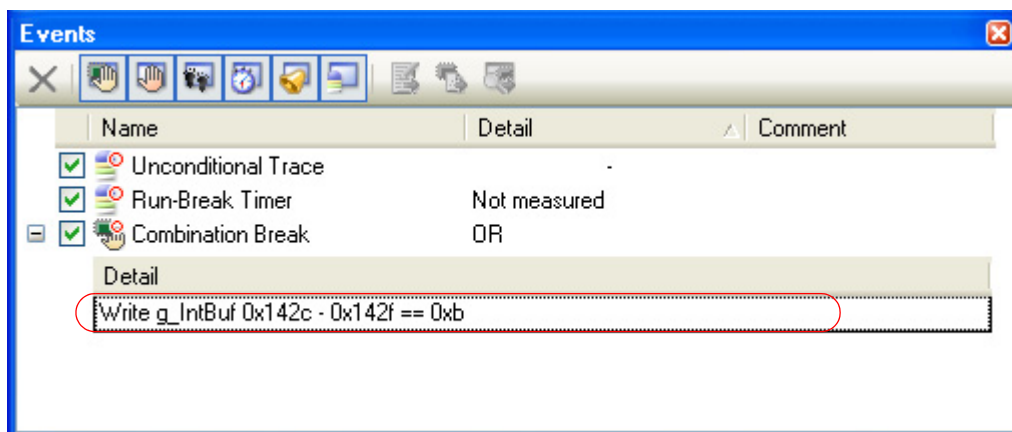 Events
Name Detail Comment
Unconditional Trace -
Run-Break Timer Not measured
Combination Break OR
Detail
Write g_IntBuf 0x142c - 0x142f == 0xb